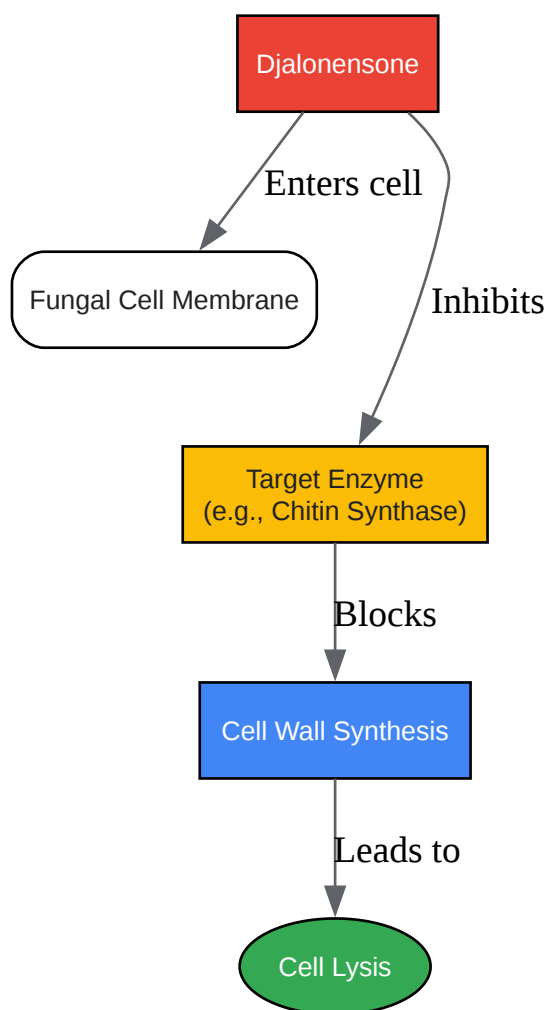 Djalonensone
Enters cell
Fungal Cell Membrane
Inhibits
Target Enzyme
(e.g., Chitin Synthase)
Blocks
Cell Wall Synthesis
Leads to
Cell Lysis